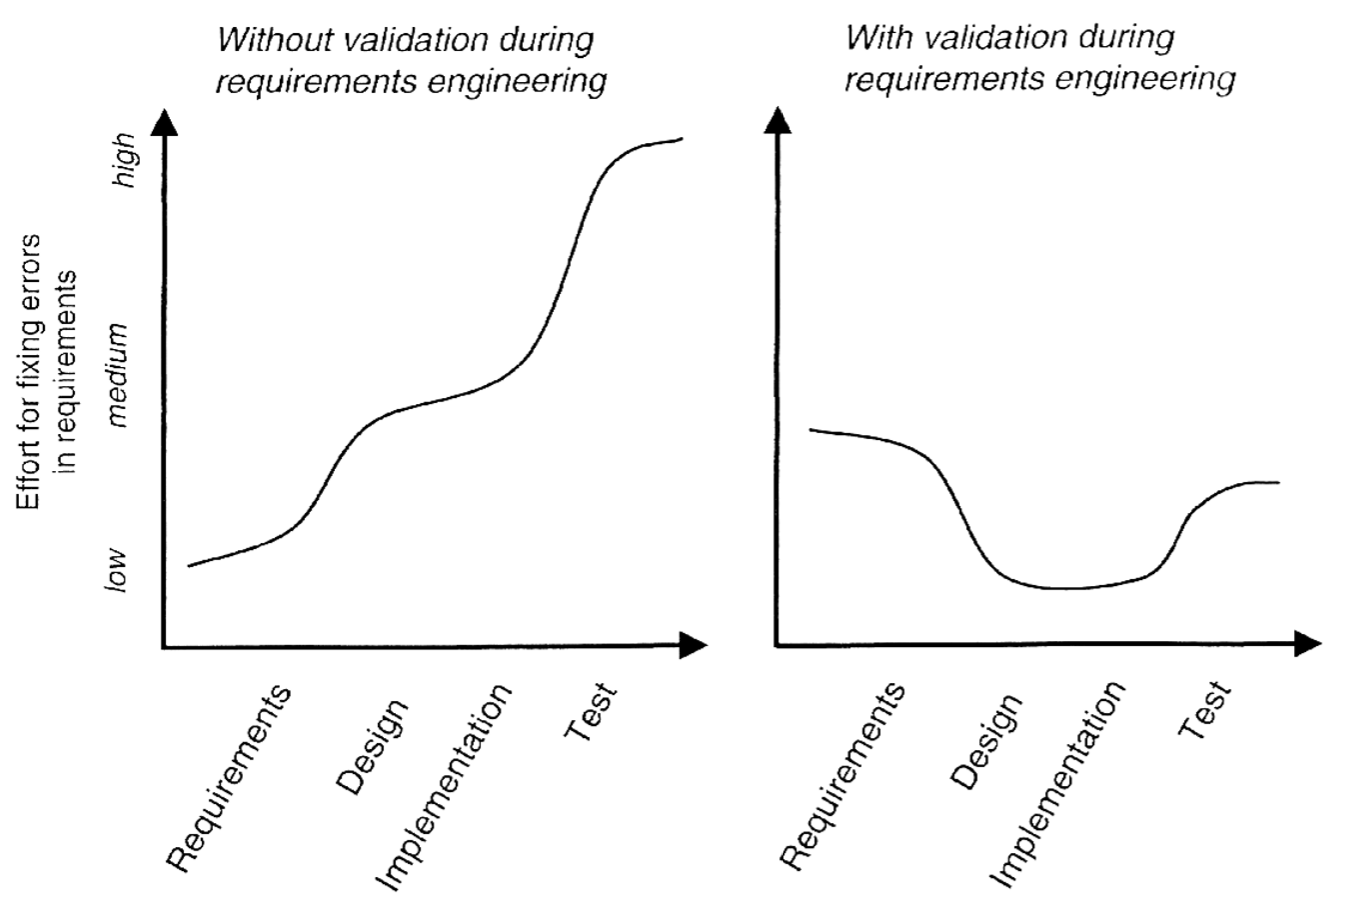 Without validation during
requirements engineering
With validation during
requirements engineering
Effort for fixing errors
in requirements
high
medium
low
Requirements
Design
Implementation
Test
Requirements
Design
Implementation
Test